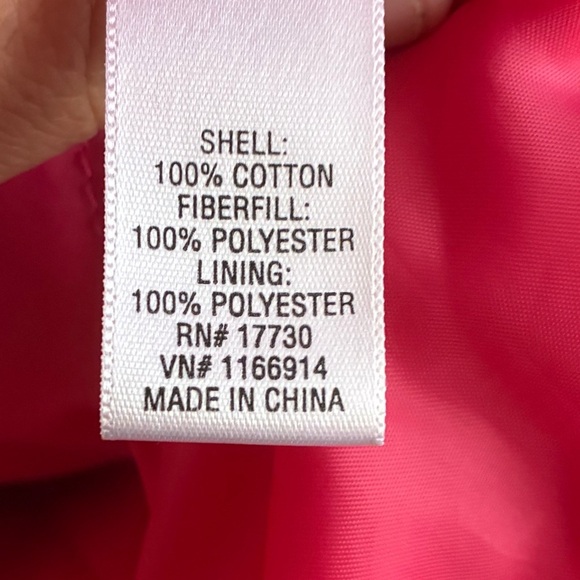 SHELL:
100% COTTON
FIBERFILL:
100% POLYESTER
LINING:
100% POLYESTER
RN# 17730
VN# 1166914
MADE IN CHINA